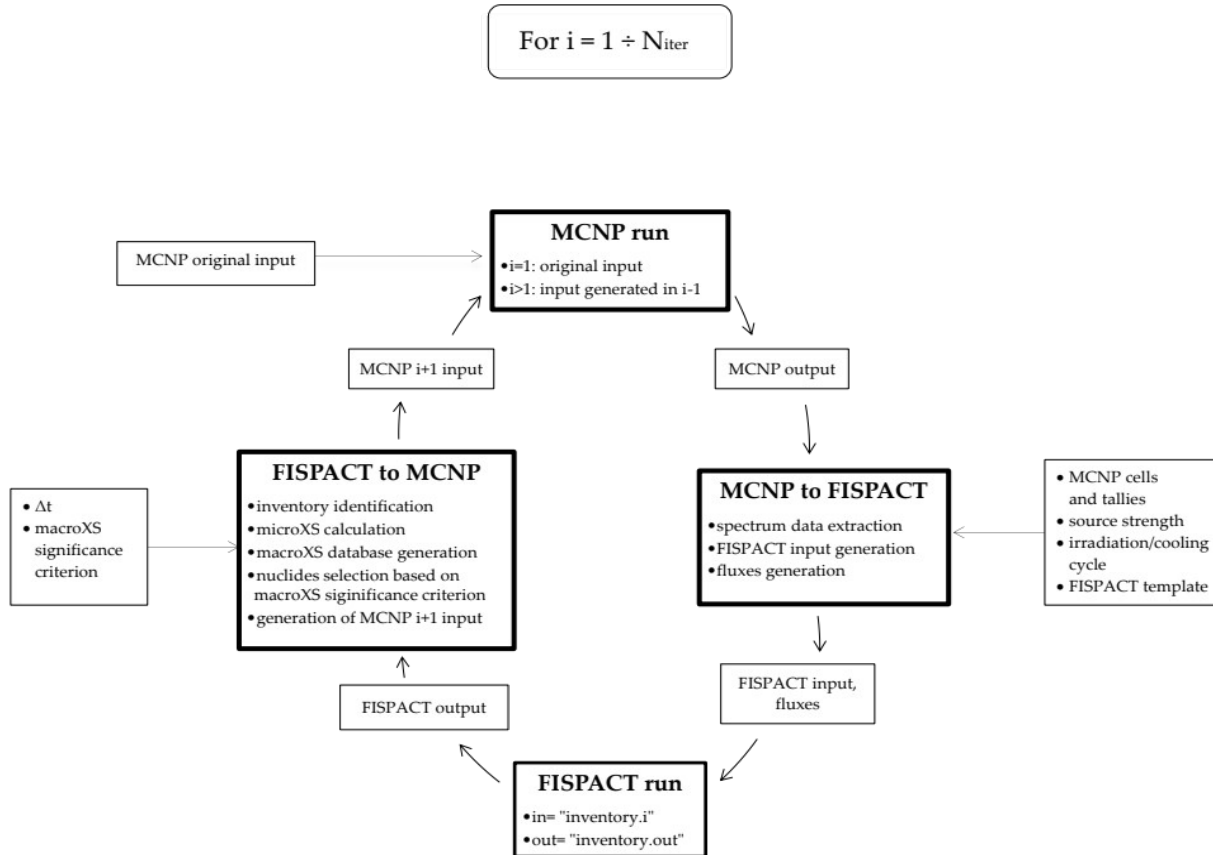 For i = 1 ÷ Niter
MCNP run
•i=1: original input
•i>1: input generated in i-1
MCNP original input
MCNP i+1 input
MCNP output
FISPACT to MCNP
•inventory identification
•microXS calculation
•macroXS database generation
•nuclides selection based on
macroXS siginificance criterion
•generation of MCNP i+1 input
• Δt
• macroXS
significance
criterion
MCNP to FISPACT
•spectrum data extraction
•FISPACT input generation
•fluxes generation
• MCNP cells
and tallies
• source strength
• irradiation/cooling
cycle
• FISPACT template
FISPACT output
FISPACT input,
fluxes
FISPACT run
•in= "inventory.i"
•out= "inventory.out"